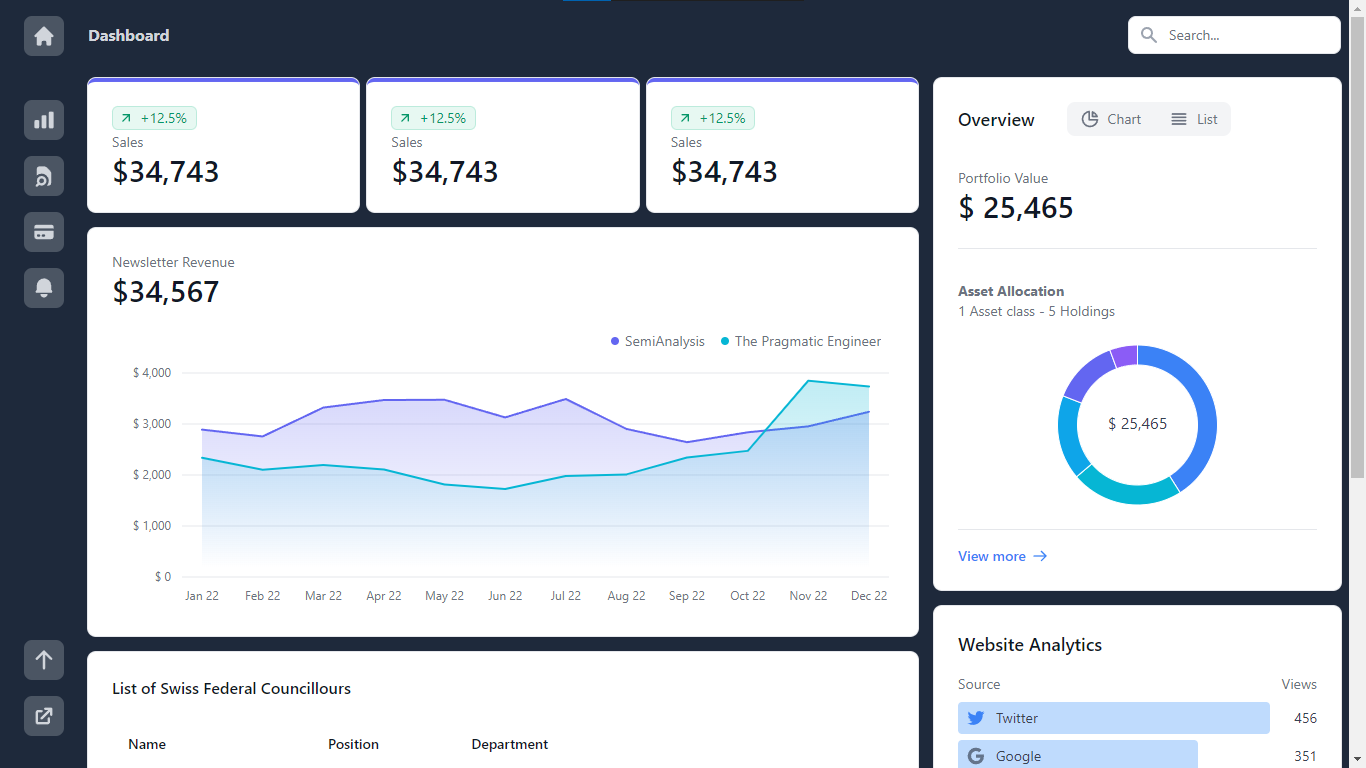 Dashboard
Search...
+12.5%
Sales
$34,743
+12.5%
Sales
$34,743
+12.5%
Sales
$34,743
Newsletter Revenue
$34,567
SemiAnalysis The Pragmatic Engineer
$ 4,000
$ 3,000
$ 2,000
$ 1,000
$ 0
Jan 22 Feb 22 Mar 22 Apr 22 May 22 Jun 22 Jul 22 Aug 22 Sep 22 Oct 22 Nov 22 Dec 22
List of Swiss Federal Councillours
Name Position Department
Overview Chart List
Portfolio Value
$ 25,465
Asset Allocation
1 Asset class - 5 Holdings
$ 25,465
View more
Website Analytics
Source Views
Twitter 456
Google 351